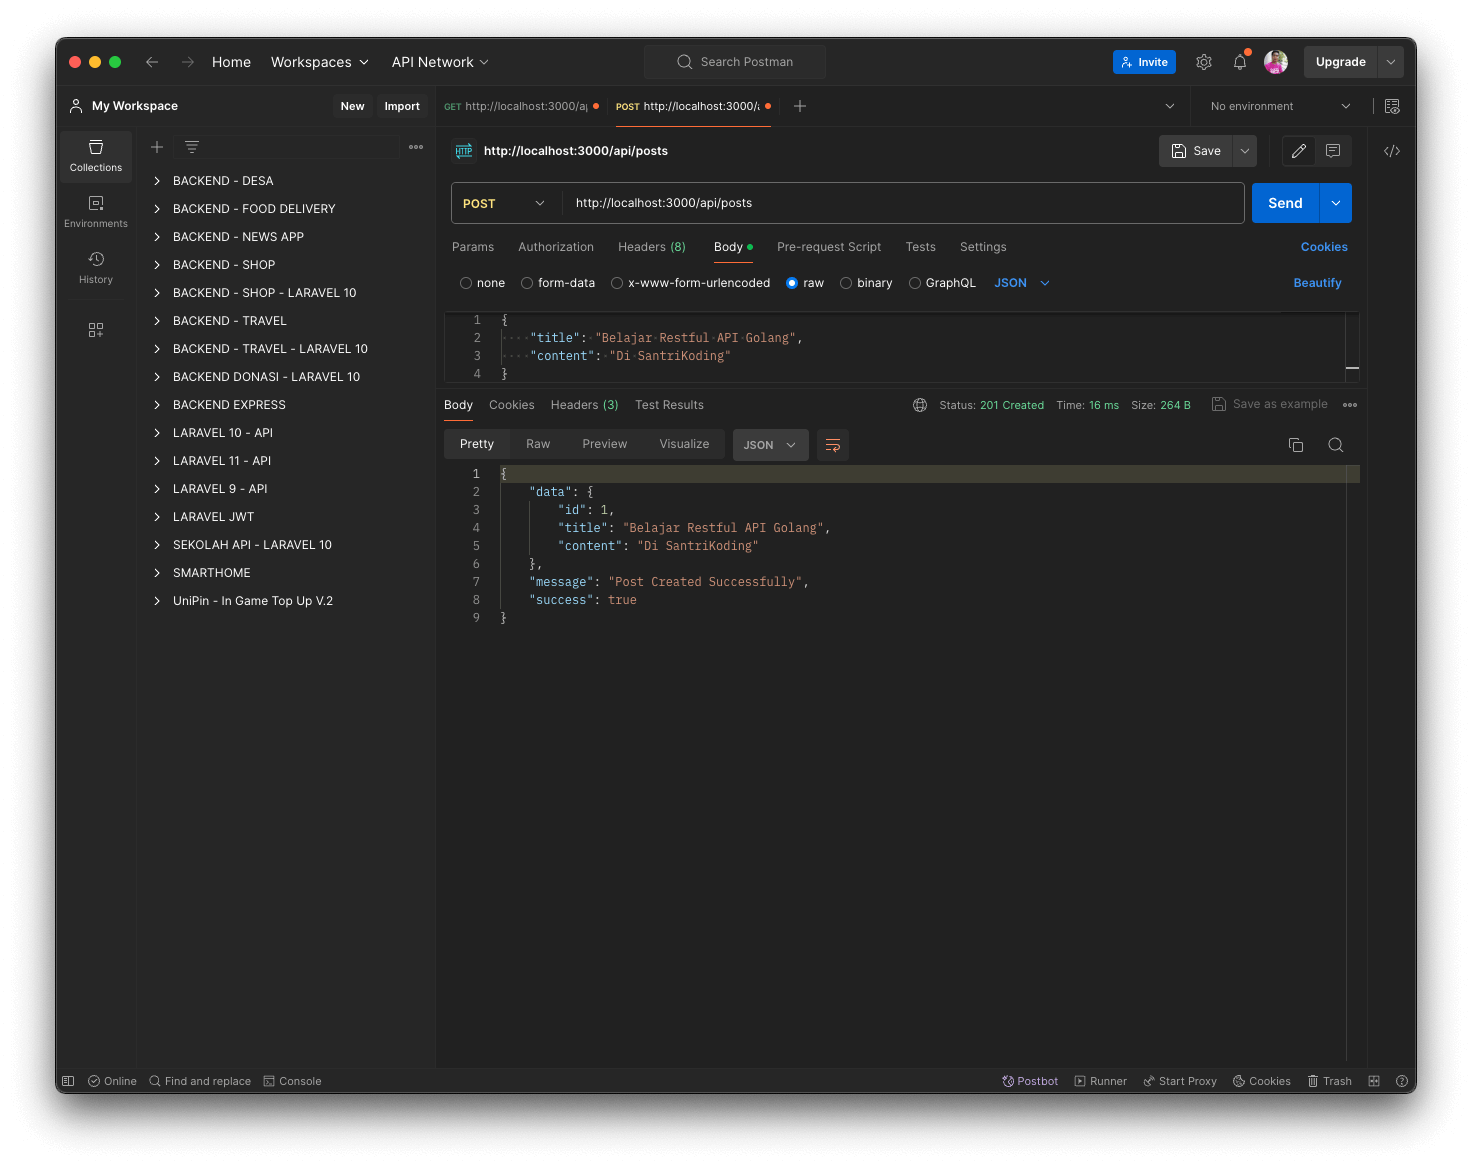 Home Workspaces API Network Search Postman Invite Upgrade
My Workspace New Import GET http://localhost:3000/a POST http://localhost:3000/ No environment
Collections
Environments
History
BACKEND - DESA
BACKEND - FOOD DELIVERY
BACKEND - NEWS APP
BACKEND - SHOP
BACKEND - SHOP - LARAVEL 10
BACKEND - TRAVEL
BACKEND - TRAVEL - LARAVEL 10
BACKEND DONASI - LARAVEL 10
BACKEND EXPRESS
LARAVEL 10 - API
LARAVEL 11 - API
LARAVEL 9 - API
LARAVEL JWT
SEKOLAH API - LARAVEL 10
SMARTHOME
UniPin - In Game Top Up V.2
HTTP http://localhost:3000/api/posts Save
POST http://localhost:3000/api/posts Send
Params Authorization Headers (8) Body Pre-request Script Tests Settings Cookies
none form-data x-www-form-urlencoded raw binary GraphQL JSON Beautify
1 {
2 "title": "Belajar Restful API Golang",
3 "content": "Di SantriKoding"
4 }
Body Cookies Headers (3) Test Results Status: 201 Created Time: 16 ms Size: 264 B Save as example
Pretty Raw Preview Visualize JSON
1 {
2 "data": {
3 "id": 1,
4 "title": "Belajar Restful API Golang",
5 "content": "Di SantriKoding"
6 },
7 "message": "Post Created Successfully",
8 "success": true
9 }
Online Find and replace Console Postbot Runner Start Proxy Cookies Trash